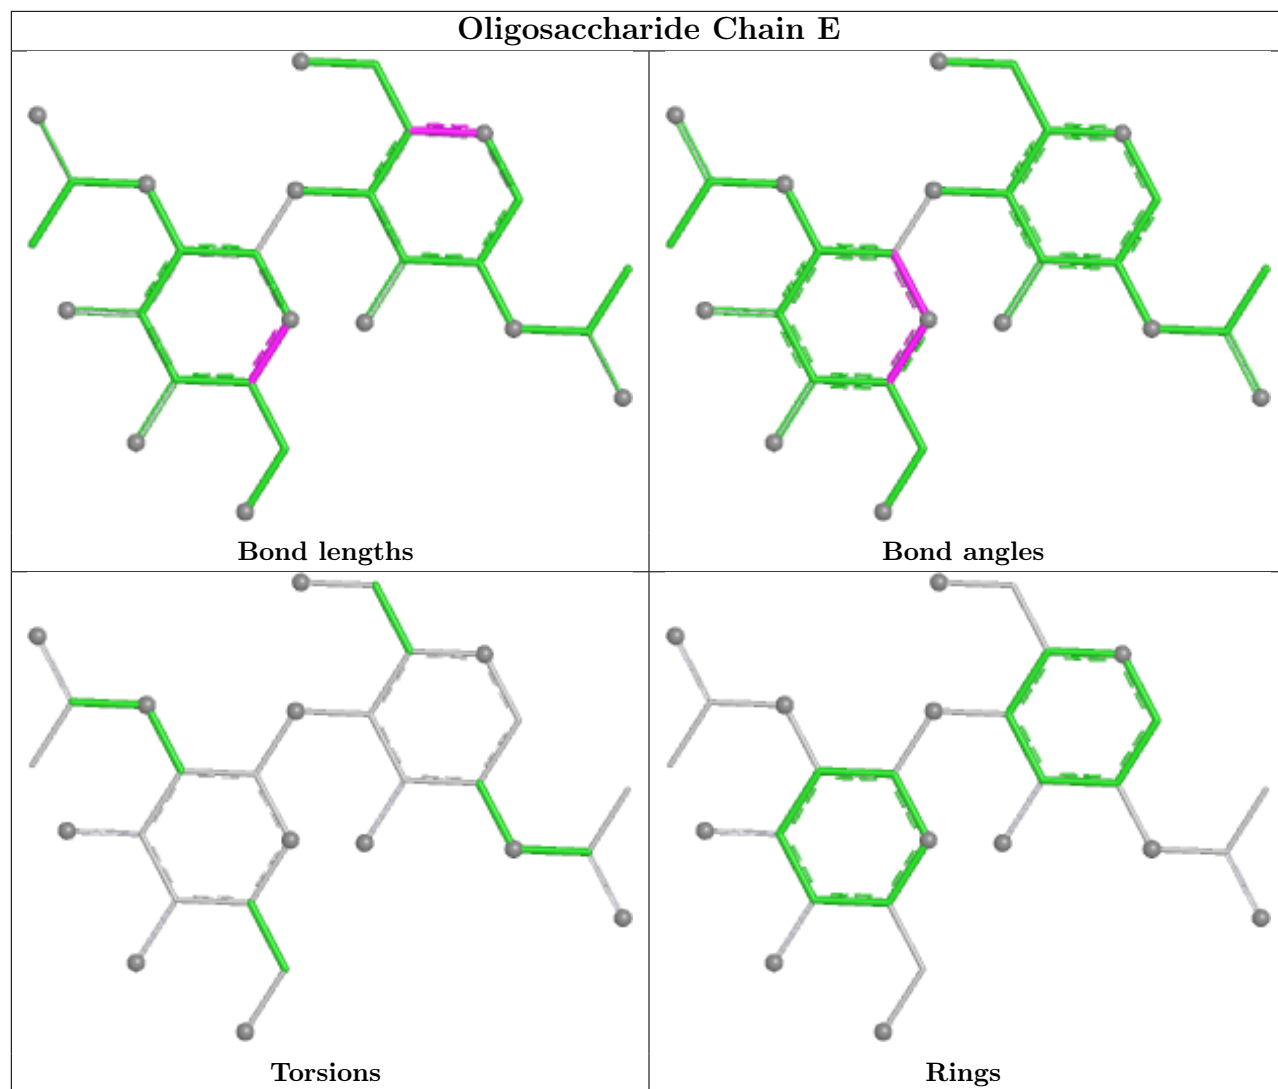 Oligosaccharide Chain E
Bond lengths
Bond angles
Torsions
Rings